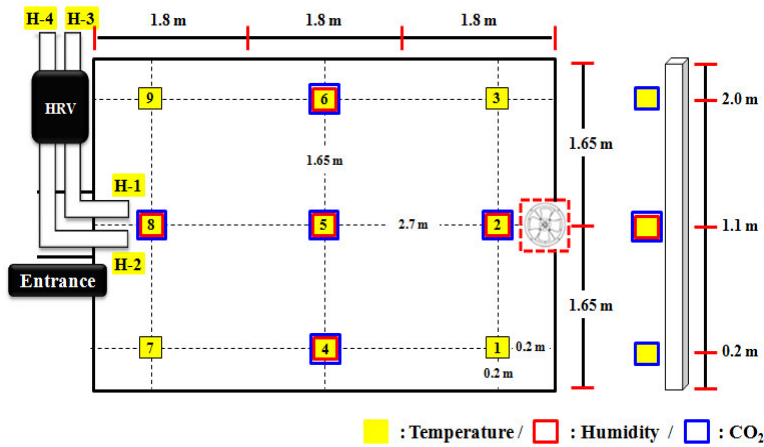 H-4 H-3
1.8 m 1.8 m 1.8 m
HRV
9 6 3
2.0 m
1.65 m
1.65 m
H-1
8 5 2.7 m 2
1.1 m
H-2
Entrance
1.65 m
7 4 1 0.2 m
0.2 m
0.2 m
: Temperature / : Humidity / : CO₂